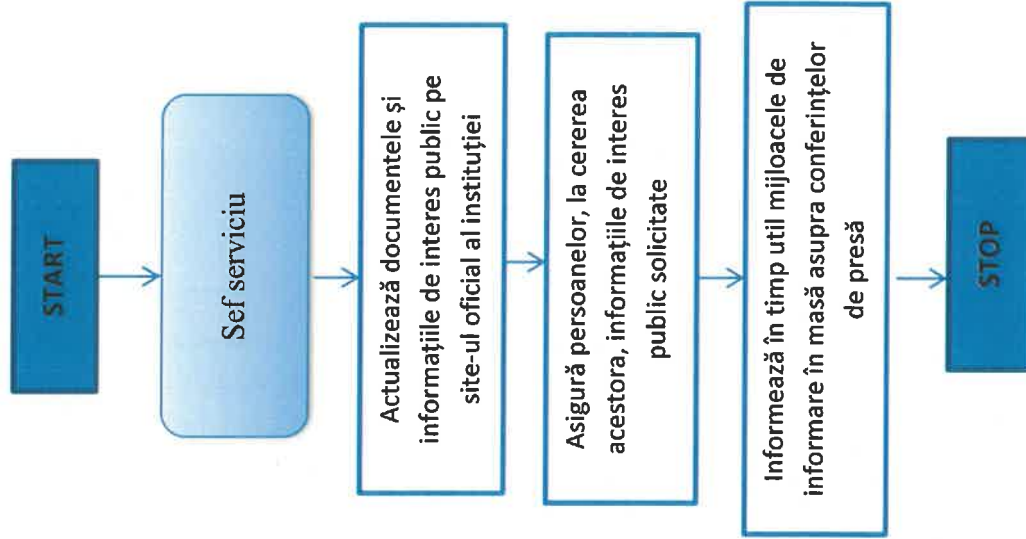 START
Sef serviciu
Actualizează documentele și
informațiile de interes public pe
site-ul oficial al instituției
Asigură persoanelor, la cererea
acestora, informațiile de interes
public solicitate
Informează în timp util mijloacele de
informare în masă asupra conferințelor
de presă
STOP